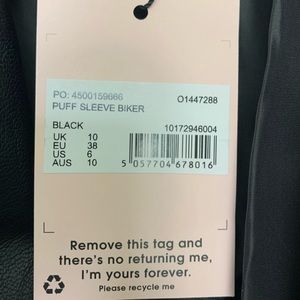 PO: 4500159666 O1447288
PUFF SLEEVE BIKER
BLACK 10172946004
UK 10
EU 38
US 6
AUS 10
5 057704 678016
Remove this tag and
there's no returning me,
I'm yours forever.
Please recycle me